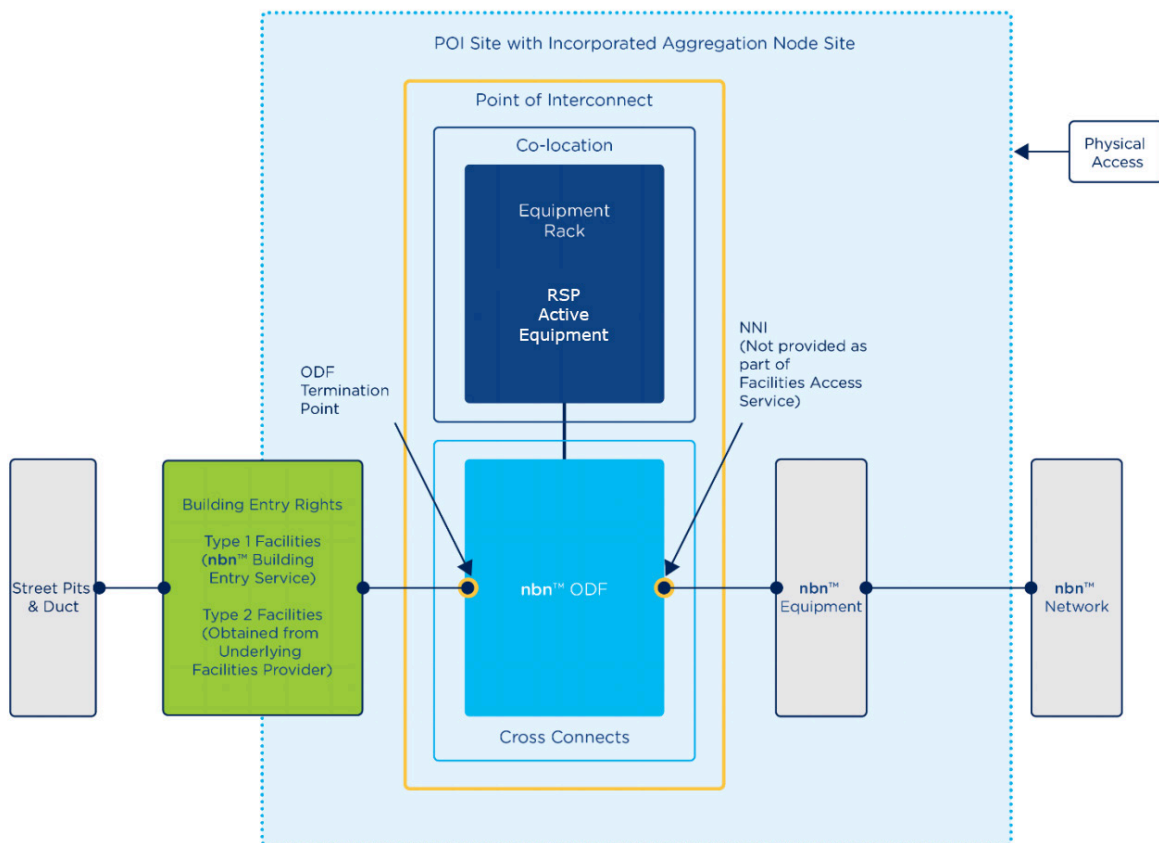 POI Site with Incorporated Aggregation Node Site
Point of Interconnect
Co-location
Physical
Access
Equipment
Rack
RSP
Active
Equipment
NNI
(Not provided as
part of
Facilities Access
Service)
ODF
Termination
Point
Building Entry Rights
Type 1 Facilities
(nbn™ Building
Entry Service)
Type 2 Facilities
(Obtained from
Underlying
Facilities Provider)
Street Pits
& Duct
nbn™ ODF
nbn™
Equipment
nbn™
Network
Cross Connects